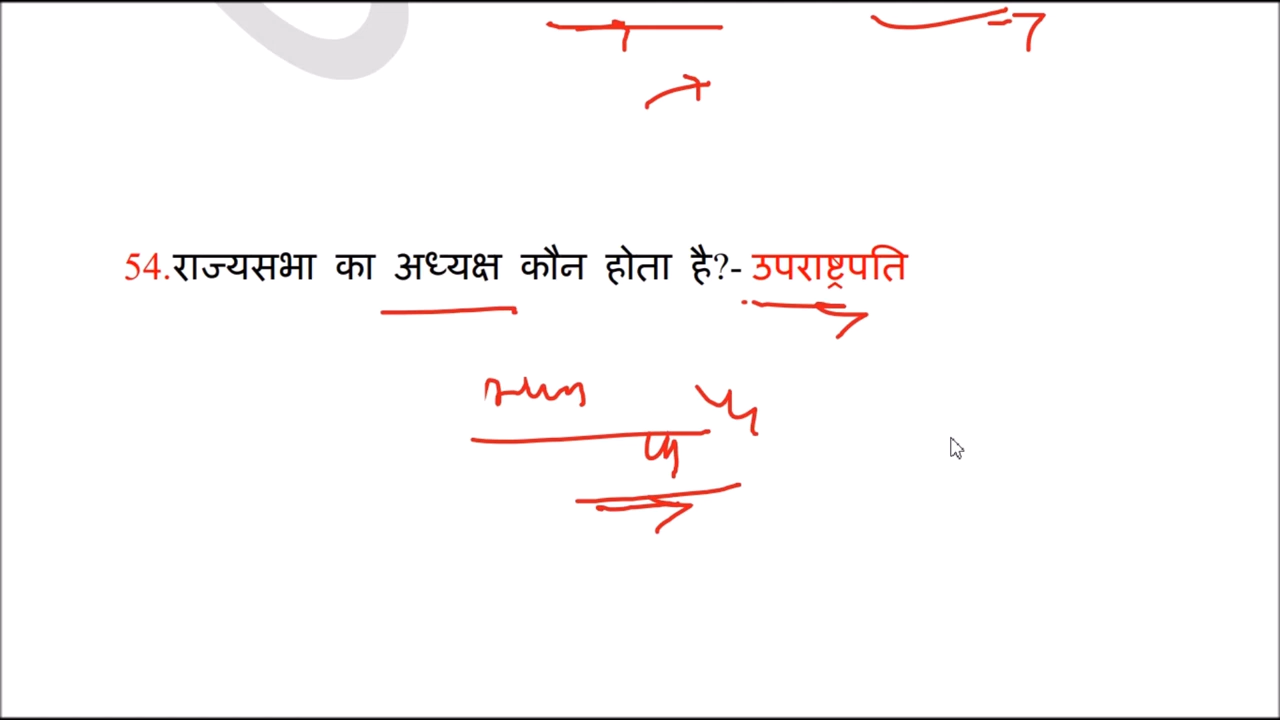 54.राज्यसभा का अध्यक्ष कौन होता है?- उपराष्ट्रपति